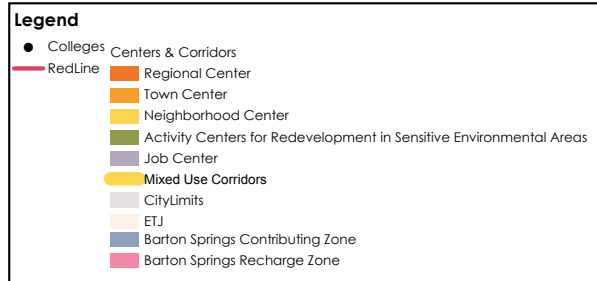 Legend
Colleges
RedLine
Centers & Corridors
Regional Center
Town Center
Neighborhood Center
Activity Centers for Redevelopment in Sensitive Environmental Areas
Job Center
Mixed Use Corridors
CityLimits
ETJ
Barton Springs Contributing Zone
Barton Springs Recharge Zone